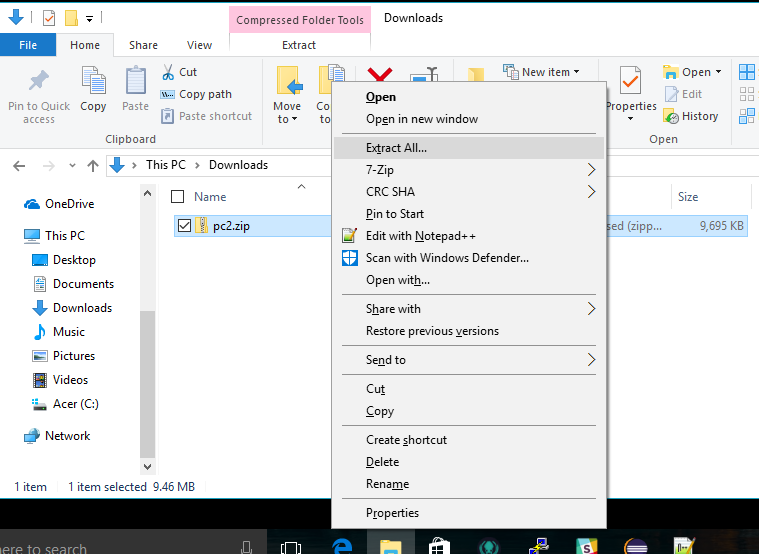 Compressed Folder Tools Downloads
File Home Share View Extract
Pin to Quick access
Copy
Paste
Cut
Copy path
Paste shortcut
Move to
New item
Properties
Open
Edit
History
Clipboard
Open
This PC Downloads
Name
Size
pc2.zip
9,695 KB
OneDrive
This PC
Desktop
Documents
Downloads
Music
Pictures
Videos
Acer (C:)
Network
Open
Open in new window
Extract All...
7-Zip
CRC SHA
Pin to Start
Edit with Notepad++
Scan with Windows Defender...
Open with...
Share with
Restore previous versions
Send to
Cut
Copy
Create shortcut
Delete
Rename
Properties
1 item 1 item selected 9.46 MB
to search